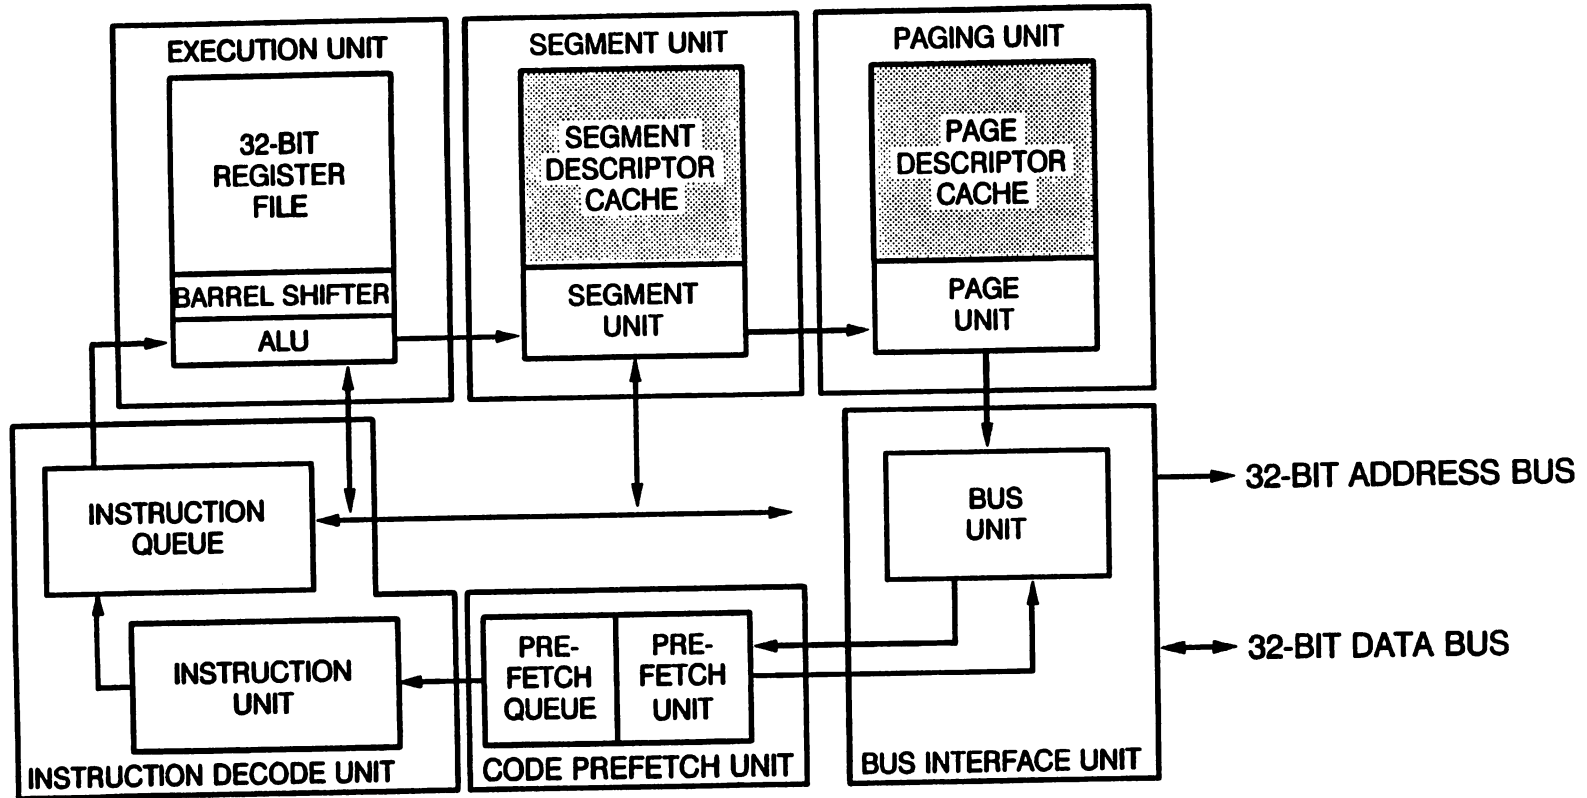 EXECUTION UNIT
32-BIT
REGISTER
FILE
BARREL SHIFTER
ALU
SEGMENT UNIT
SEGMENT
DESCRIPTOR
CACHE
SEGMENT
UNIT
PAGING UNIT
PAGE
DESCRIPTOR
CACHE
PAGE
UNIT
INSTRUCTION
QUEUE
INSTRUCTION
UNIT
INSTRUCTION DECODE UNIT
PRE-
FETCH
QUEUE
PRE-
FETCH
UNIT
CODE PREFETCH UNIT
BUS
UNIT
BUS INTERFACE UNIT
32-BIT ADDRESS BUS
32-BIT DATA BUS